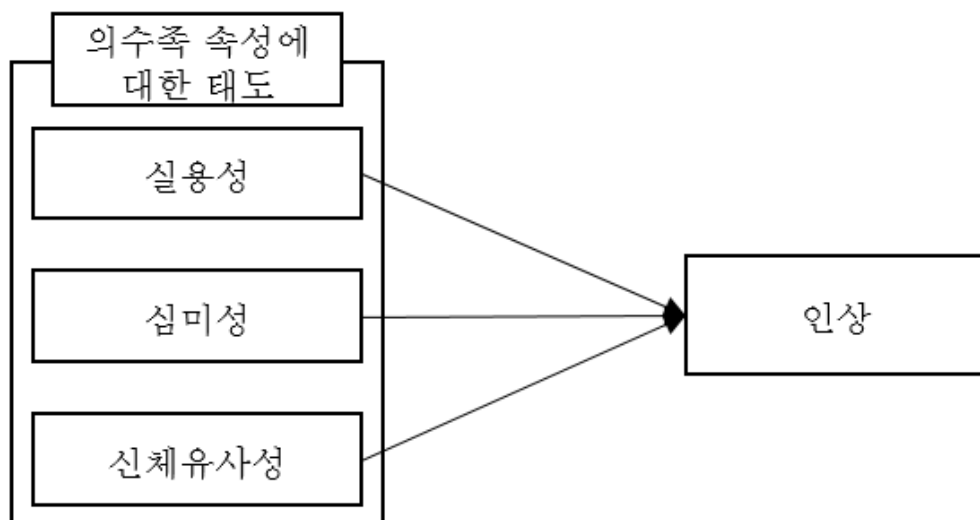 의수족 속성에
대한 태도
실용성
심미성
신체유사성
인상